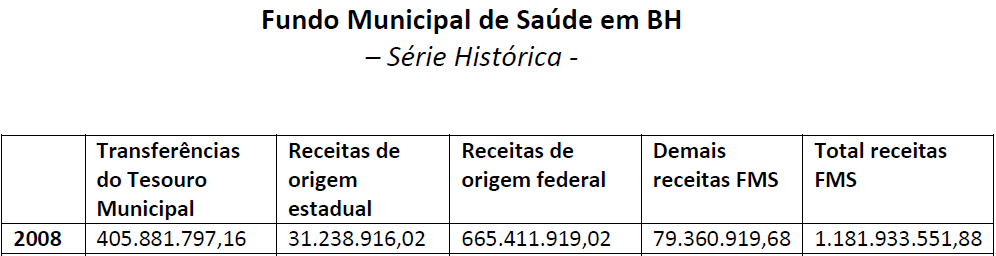 Fundo Municipal de Saúde em BH
– Série Histórica -
Transferências do Tesouro Municipal
Receitas de origem estadual
Receitas de origem federal
Demais receitas FMS
Total receitas FMS
2008 405.881.797,16 31.238.916,02 665.411.919,02 79.360.919,68 1.181.933.551,88